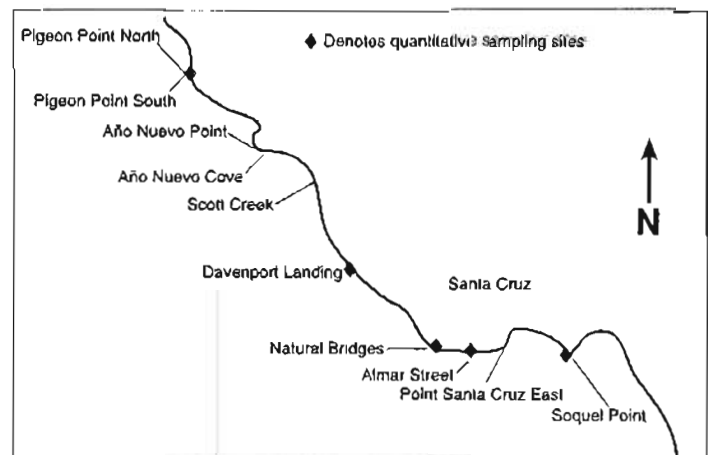 Pigeon Point North
◆ Denotes quantitative sampling sites
Pigeon Point South
Año Nuevo Point
Año Nuevo Cove
Scott Creek
N
Davenport Landing
Santa Cruz
Natural Bridges
Almar Street
Point Santa Cruz East
Soquel Point